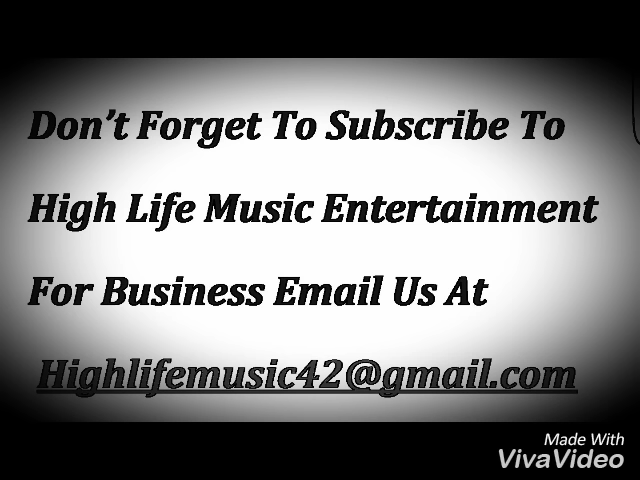 Don't Forget To Subscribe To
High Life Music Entertainment
For Business Email Us At
Highlifemusic42@gmail.com
Made With
VivaVideo